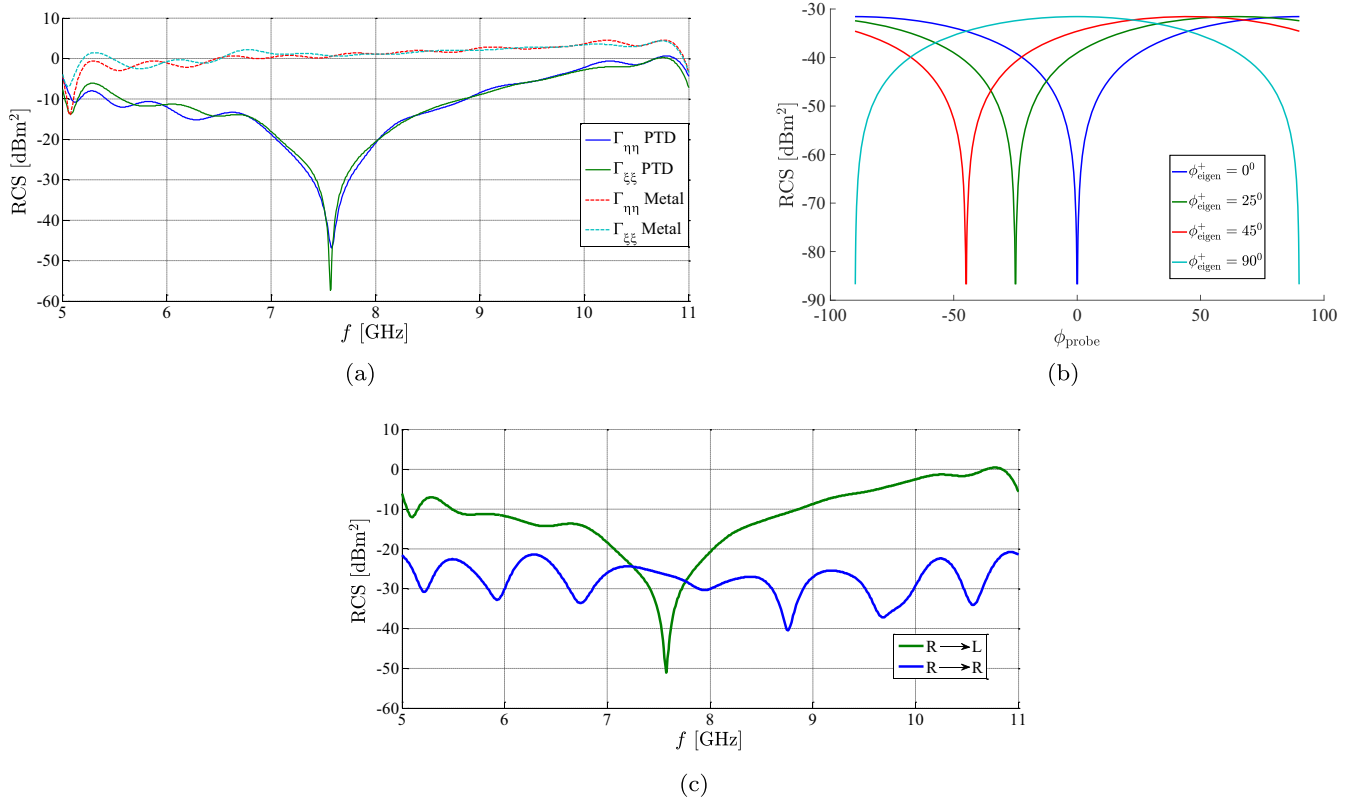 RCS [dBm²]
10
0
-10
-20
-30
-40
-50
-60
5 6 7 8 9 10 11
f [GHz]
Γηη PTD
Γξξ PTD
Γηη Metal
Γξξ Metal
(a)
RCS [dBm²]
-30
-40
-50
-60
-70
-80
-90
-100 -50 0 50 100
ϕprobe
ϕ⁺eigen = 0⁰
ϕ⁺eigen = 25⁰
ϕ⁺eigen = 45⁰
ϕ⁺eigen = 90⁰
(b)
RCS [dBm²]
10
0
-10
-20
-30
-40
-50
-60
5 6 7 8 9 10 11
f [GHz]
R→L
R→R
(c)